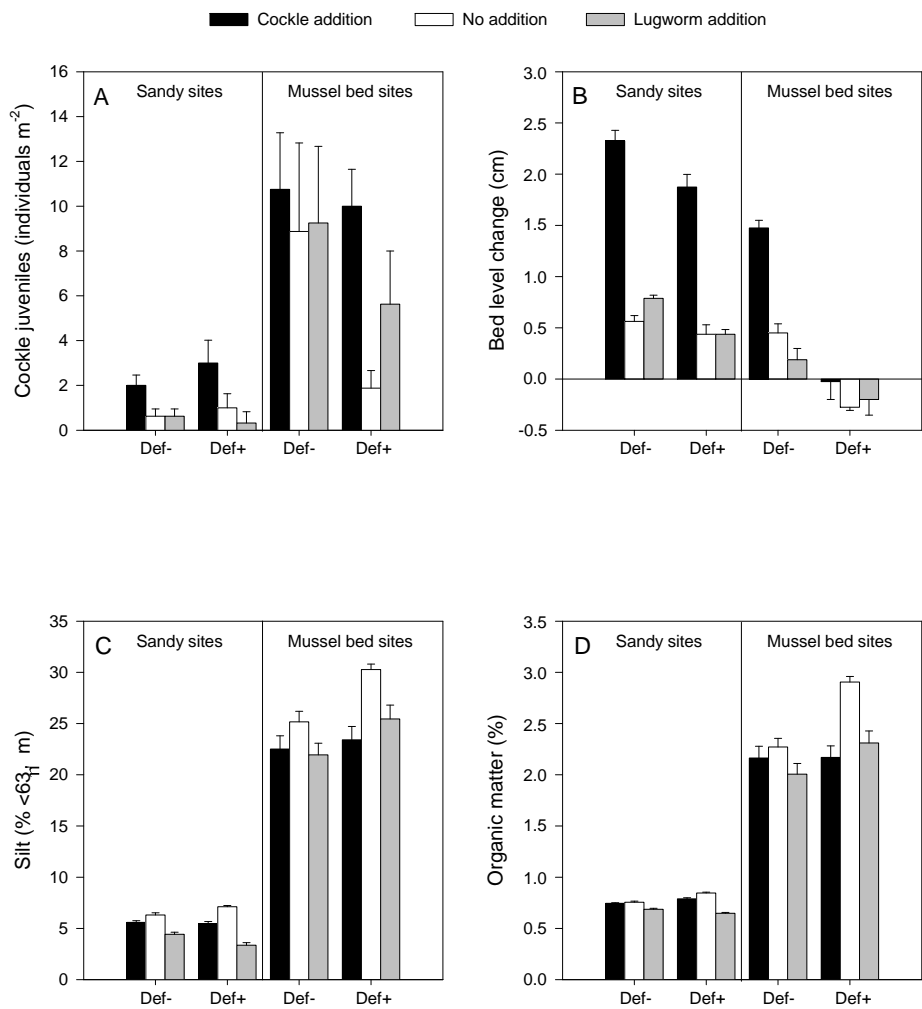 Cockle addition No addition Lugworm addition
A
Sandy sites Mussel bed sites
Cockle juveniles (individuals m-2)
16
14
12
10
8
6
4
2
0
Def- Def+ Def- Def+
B
Sandy sites Mussel bed sites
Bed level change (cm)
3.0
2.5
2.0
1.5
1.0
0.5
0.0
-0.5
Def- Def+ Def- Def+
C
Sandy sites Mussel bed sites
Silt (% <63 m)
35
30
25
20
15
10
5
0
Def- Def+ Def- Def+
D
Sandy sites Mussel bed sites
Organic matter (%)
3.5
3.0
2.5
2.0
1.5
1.0
0.5
0.0
Def- Def+ Def- Def+